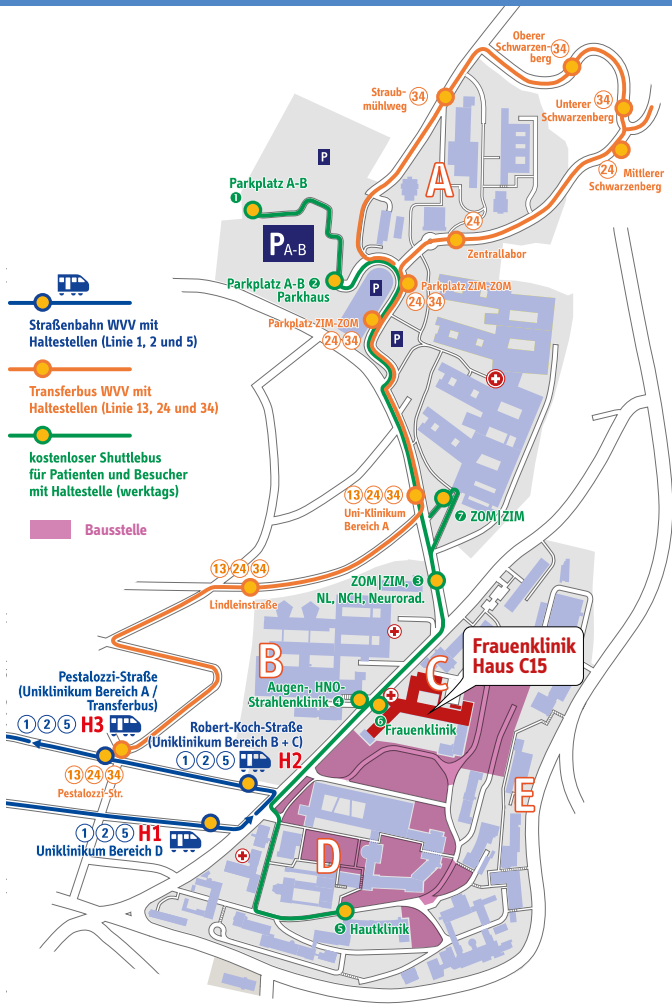 Oberer
Schwarzen-
berg
34
Straub-
mühlweg
34
Unterer
Schwarzenberg
34
24
Mittlerer
Schwarzenberg
A
24
Zentrallabor
P
Parkplatz A-B
1
P A-B
Parkplatz A-B 2
Parkhaus
P
Parkplatz ZIM-ZOM
24 34
Parkplatz ZIM-ZOM
24 34
P
Straßenbahn WVV mit
Haltestellen (Linie 1, 2 und 5)
Transferbus WVV mit
Haltestellen (Linie 13, 24 und 34)
kostenloser Shuttlebus
für Patienten und Besucher
mit Haltestelle (werktags)
Bausstelle
13 24 34
Uni-Klinikum
Bereich A
7 ZOM|ZIM
13 24 34
Lindleinstraße
ZOM|ZIM, 3
NL, NCH, Neurorad.
B
C
Frauenklinik
Haus C15
Augen-, HNO-
Strahlenklinik 4
6
Frauenklinik
Pestalozzi-Straße
(Uniklinikum Bereich A /
Transferbus)
1 2 5 H3
13 24 34
Pestalozzi-Str.
Robert-Koch-Straße
(Uniklinikum Bereich B + C)
1 2 5 H2
1 2 5 H1
Uniklinikum Bereich D
D
E
5 Hautklinik